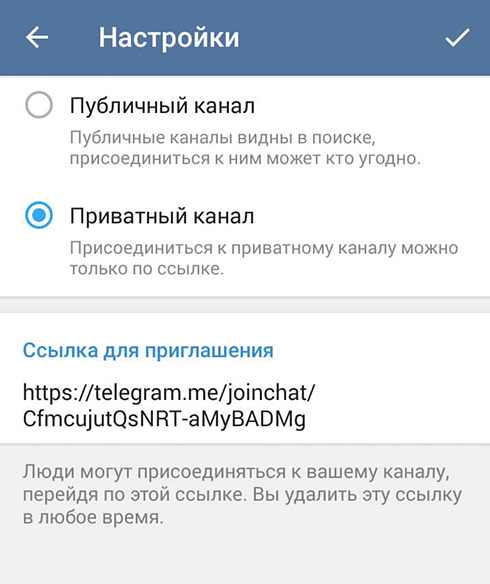 Настройки
Публичный канал
Публичные каналы видны в поиске,
присоединиться к ним может кто угодно.
Приватный канал
Присоединиться к приватному каналу можно
только по ссылке.
Ссылка для приглашения
https://telegram.me/joinchat/
CfmcujutQsNRT-aMyBADMg
Люди могут присоединяться к вашему каналу,
перейдя по этой ссылке. Вы удалить эту ссылку
в любое время.